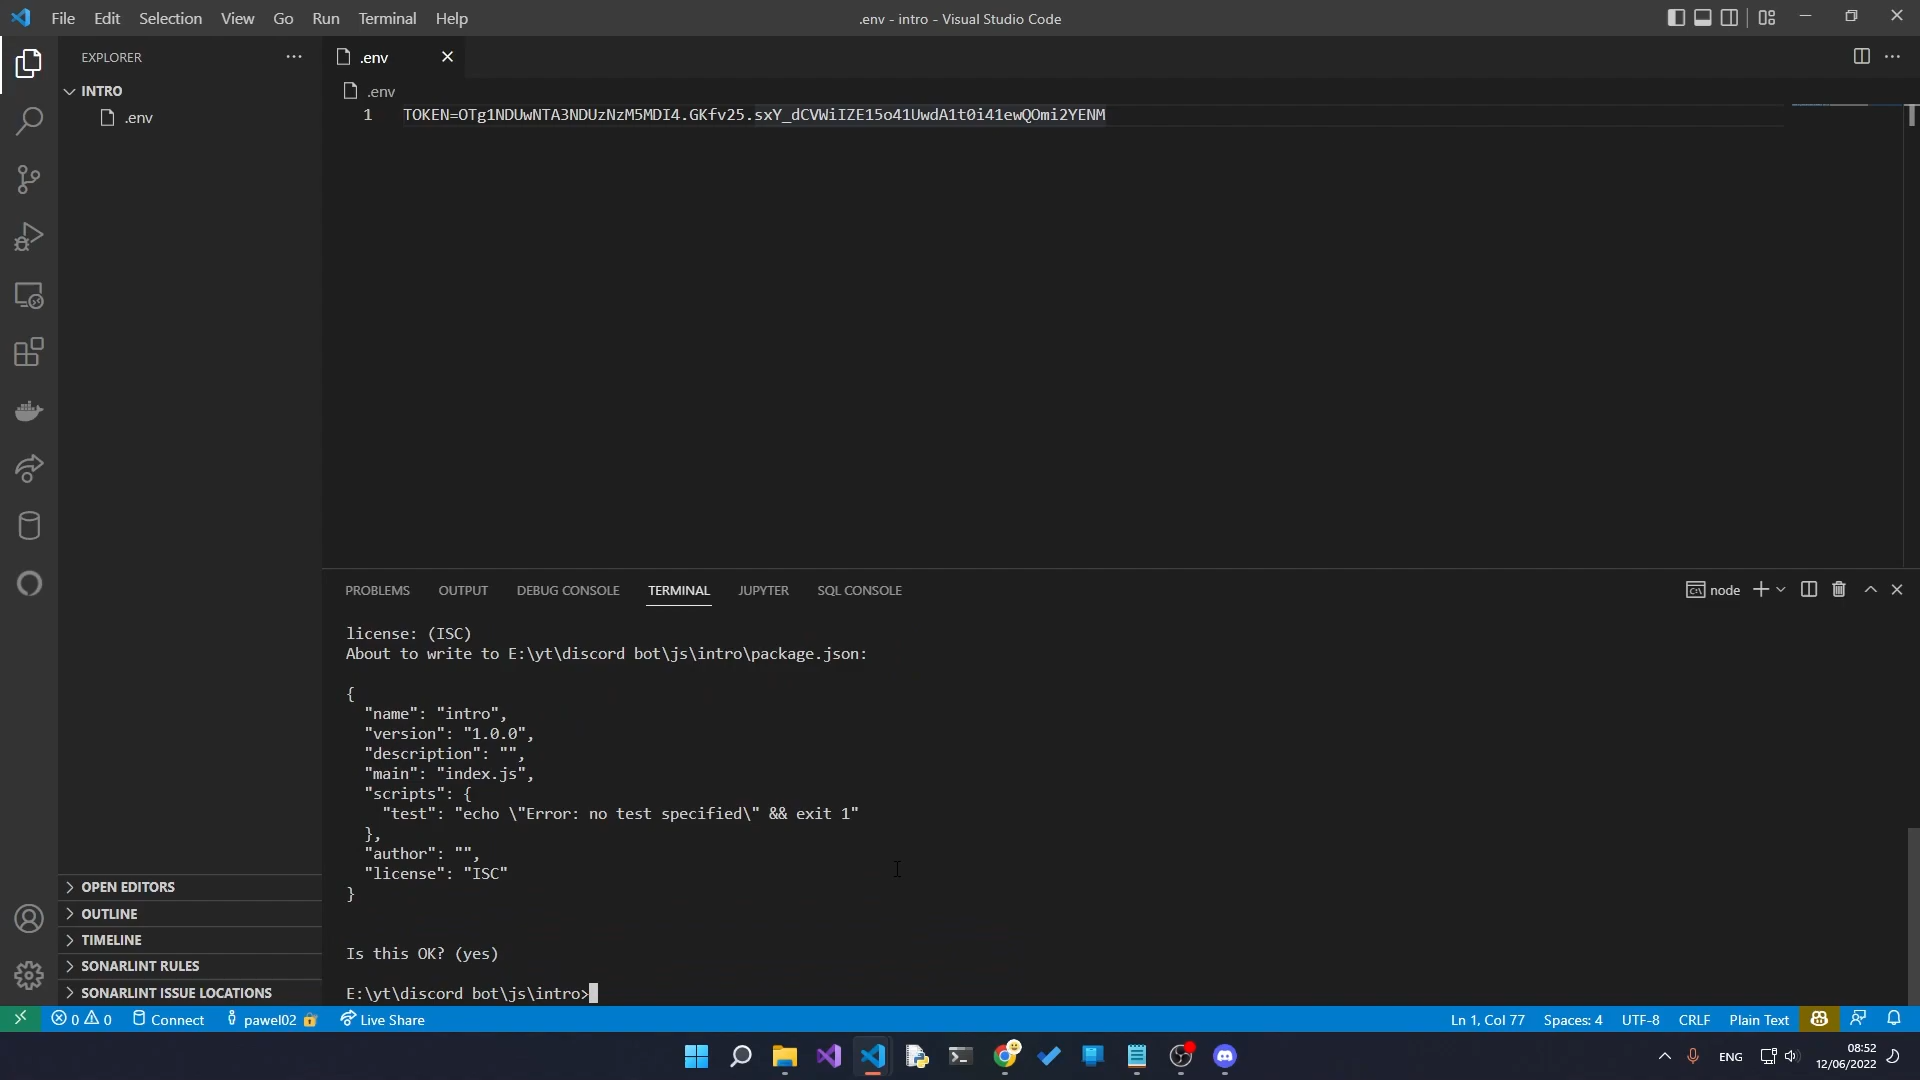 File Edit Selection View Go Run Terminal Help
.env - intro - Visual Studio Code
EXPLORER
INTRO
.env
.env
.env
1 TOKEN=OTg1NDUwNTA3NDUzNzM5MDI4.GKfv25.sxY_dCVWiIZE15o41UwdA1t0i41ewQOmi2YENM
PROBLEMS OUTPUT DEBUG CONSOLE TERMINAL JUPYTER SQL CONSOLE
node
license: (ISC)
About to write to E:\yt\discord bot\js\intro\package.json:
{
"name": "intro",
"version": "1.0.0",
"description": "",
"main": "index.js",
"scripts": {
"test": "echo \"Error: no test specified\" && exit 1"
},
"author": "",
"license": "ISC"
}
Is this OK? (yes)
E:\yt\discord bot\js\intro>
OPEN EDITORS
OUTLINE
TIMELINE
SONARLINT RULES
SONARLINT ISSUE LOCATIONS
0 0 Connect pawel02 Live Share
Ln 1, Col 77 Spaces: 4 UTF-8 CRLF Plain Text
ENG
08:52
12/06/2022